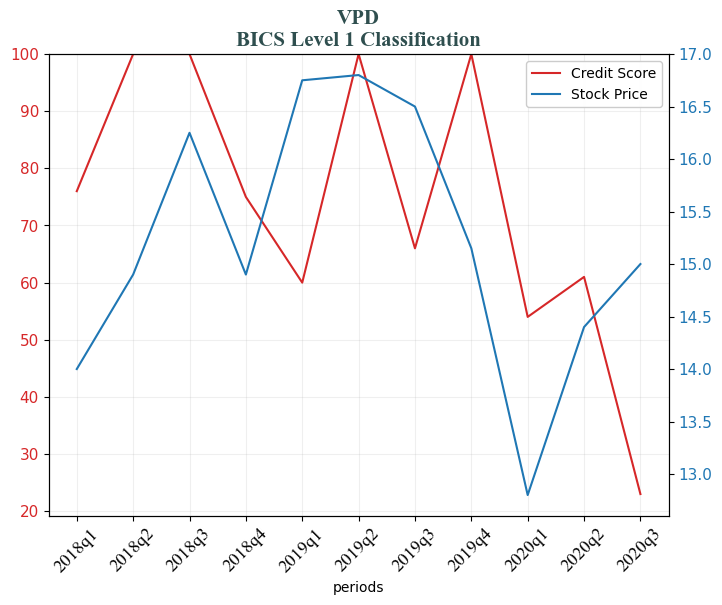 VPD
BICS Level 1 Classification
100
90
80
70
60
50
40
30
20
17.0
16.5
16.0
15.5
15.0
14.5
14.0
13.5
13.0
Credit Score
Stock Price
2018q1
2018q2
2018q3
2018q4
2019q1
2019q2
2019q3
2019q4
2020q1
2020q2
2020q3
periods